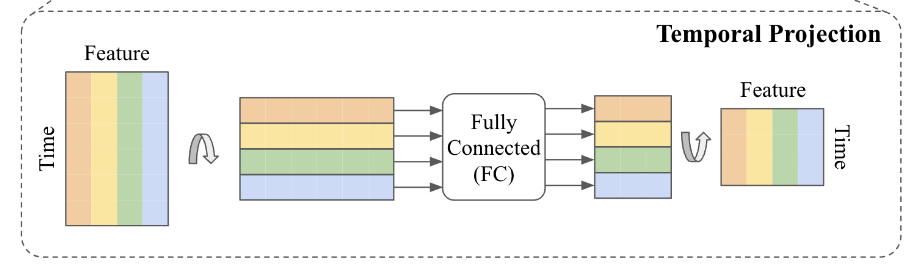 Temporal Projection
Feature
Time
Fully
Connected
(FC)
Feature
Time